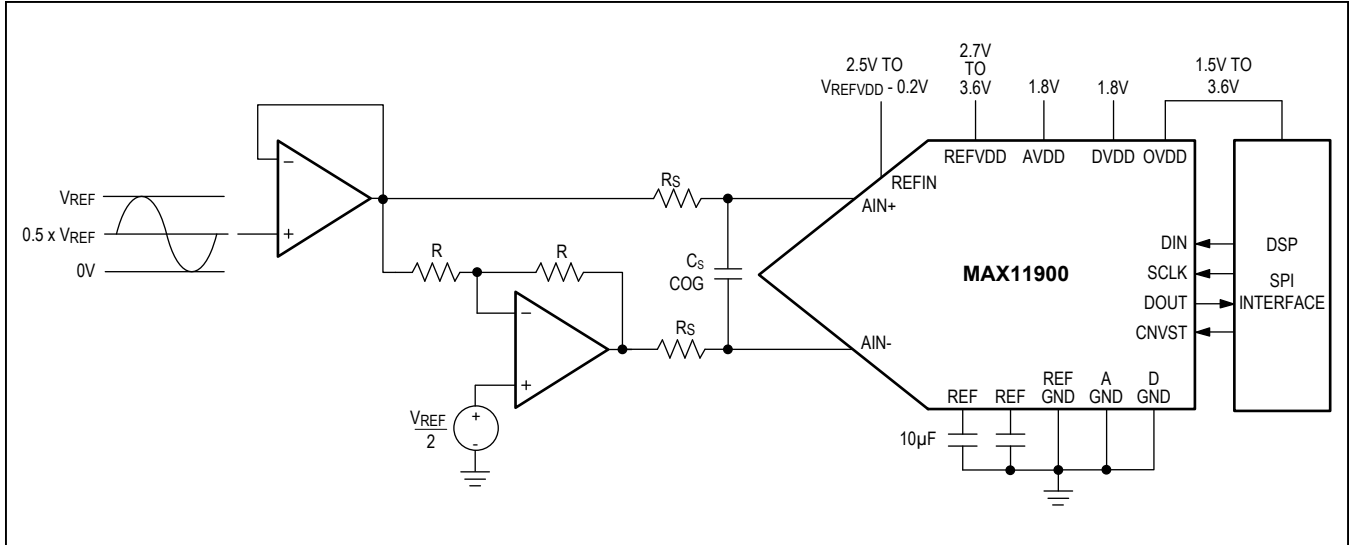 VREF
0.5 x VREF
0V
−
+
R
R
−
+
VREF
2
+
-
RS
RS
CS
COG
2.5V TO
VREFVDD - 0.2V
2.7V
TO
3.6V
1.8V
1.8V
1.5V TO
3.6V
REFVDD
AVDD
DVDD
OVDD
REFIN
AIN+
AIN-
MAX11900
DIN
SCLK
DOUT
CNVST
REF
REF
REF
GND
A
GND
D
GND
10µF
DSP
SPI
INTERFACE